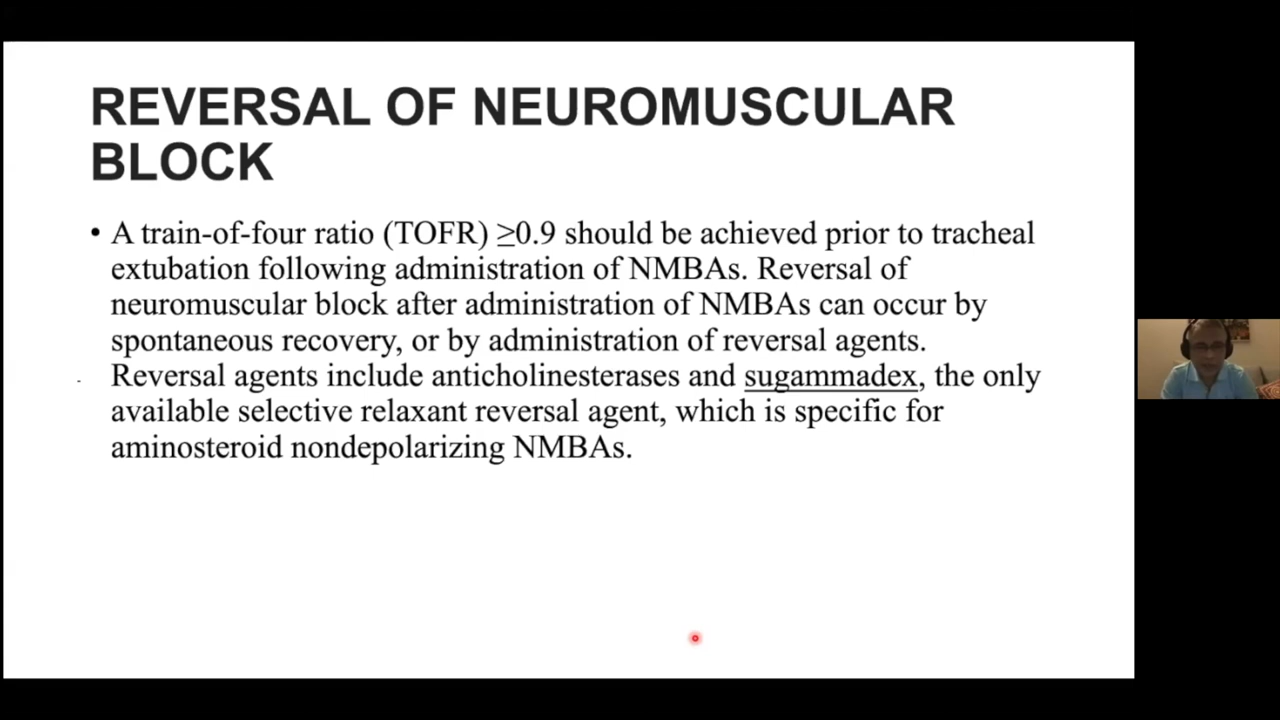 REVERSAL OF NEUROMUSCULAR
BLOCK
• A train-of-four ratio (TOFR) ≥0.9 should be achieved prior to tracheal
extubation following administration of NMBAs. Reversal of
neuromuscular block after administration of NMBAs can occur by
spontaneous recovery, or by administration of reversal agents.
Reversal agents include anticholinesterases and sugammadex, the only
available selective relaxant reversal agent, which is specific for
aminosteroid nondepolarizing NMBAs.